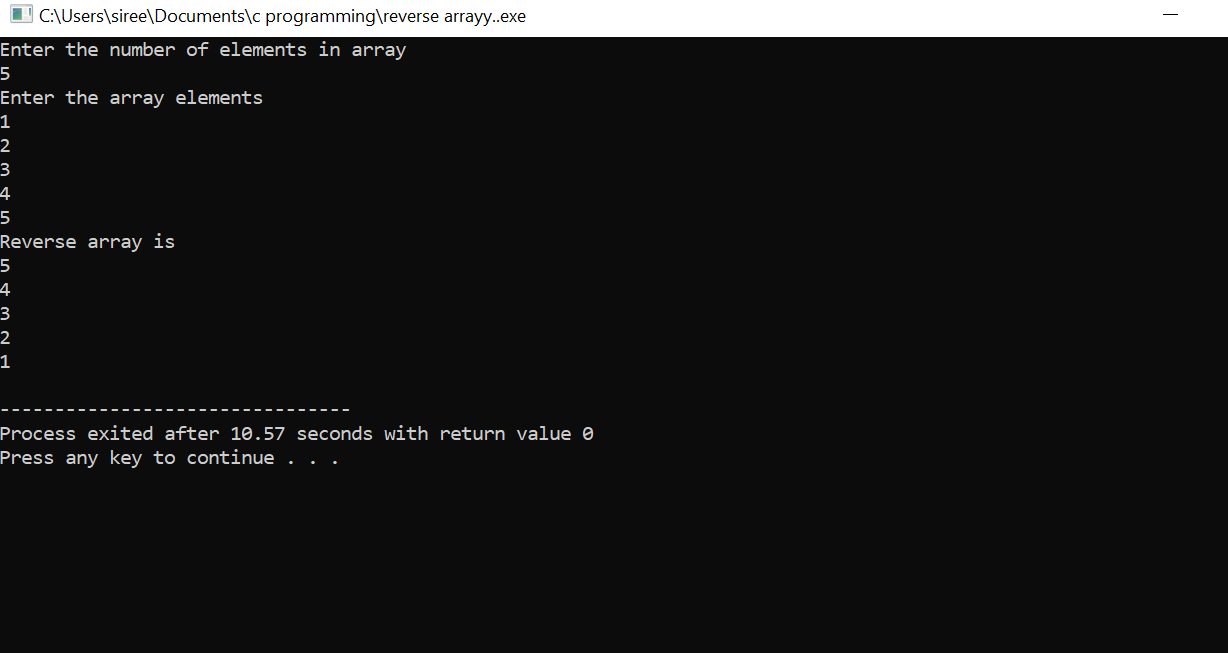 C:\Users\siree\Documents\c programming\reverse arrayy..exe
Enter the number of elements in array
5
Enter the array elements
1
2
3
4
5
Reverse array is
5
4
3
2
1
--------------------------------
Process exited after 10.57 seconds with return value 0
Press any key to continue . . .